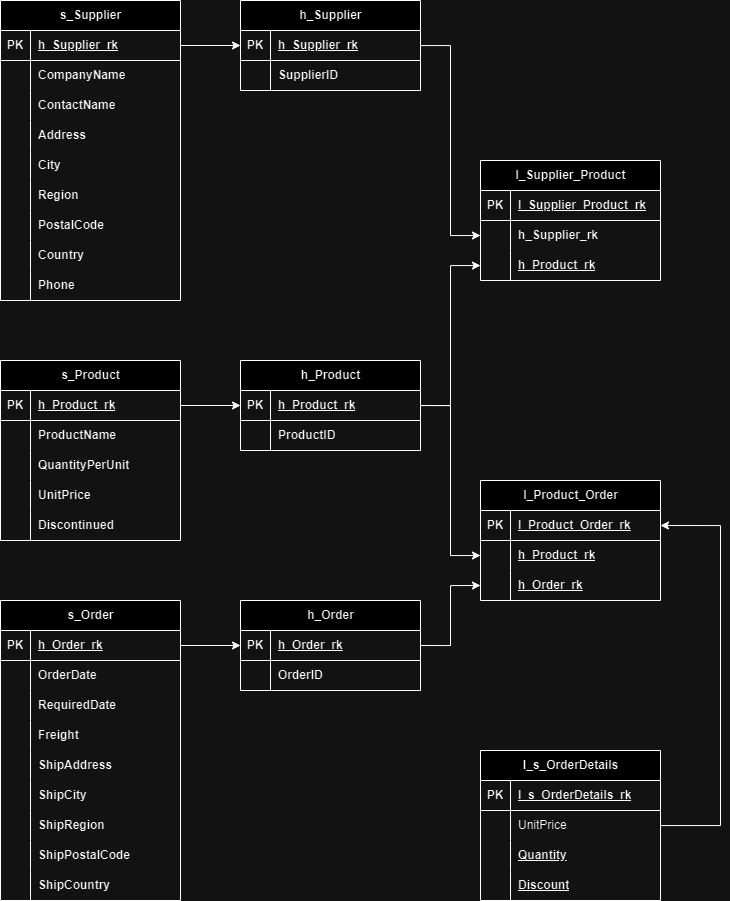 s_Supplier
PK h_Supplier_rk
CompanyName
ContactName
Address
City
Region
PostalCode
Country
Phone
h_Supplier
PK h_Supplier_rk
SupplierID
l_Supplier_Product
PK l_Supplier_Product_rk
h_Supplier_rk
h_Product_rk
s_Product
PK h_Product_rk
ProductName
QuantityPerUnit
UnitPrice
Discontinued
h_Product
PK h_Product_rk
ProductID
l_Product_Order
PK l_Product_Order_rk
h_Product_rk
h_Order_rk
s_Order
PK h_Order_rk
OrderDate
RequiredDate
Freight
ShipAddress
ShipCity
ShipRegion
ShipPostalCode
ShipCountry
h_Order
PK h_Order_rk
OrderID
l_s_OrderDetails
PK l_s_OrderDetails_rk
UnitPrice
Quantity
Discount